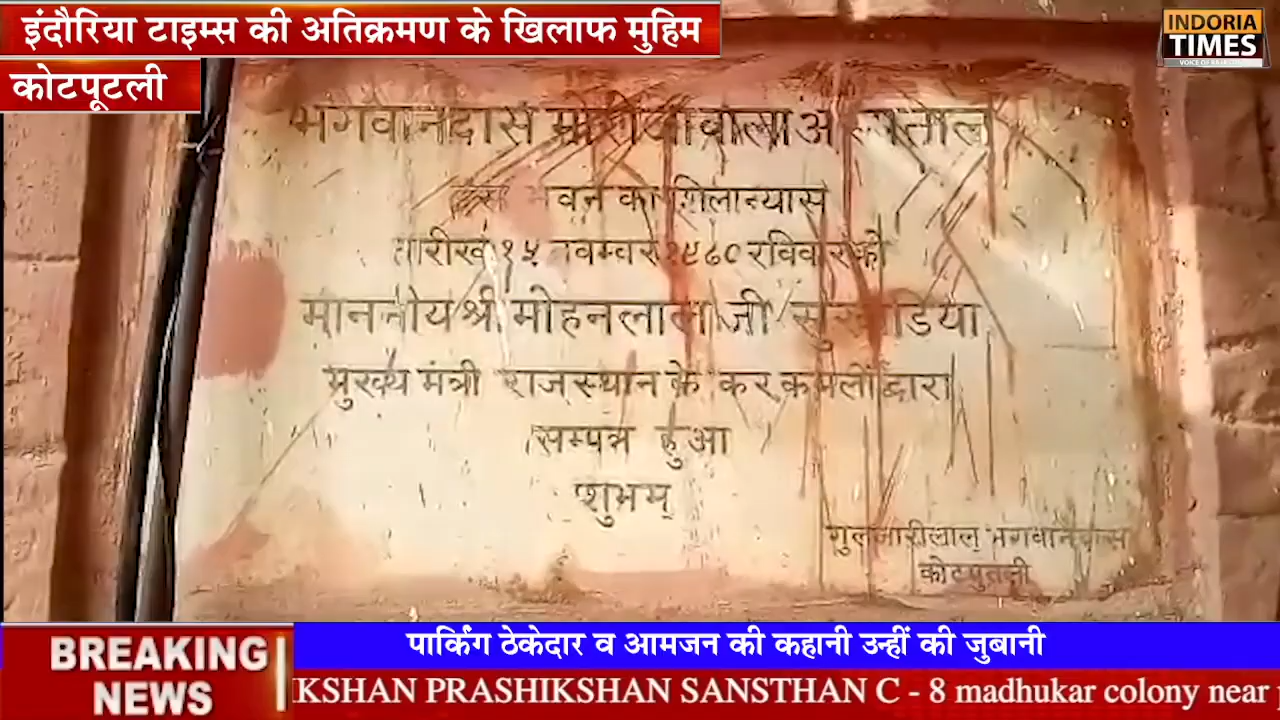 इंदौरिया टाइम्स की अतिक्रमण के खिलाफ मुहिम
INDORIA
TIMES
कोटपूटली
भगवानदास
भवन का शिलान्यास
तारीख १५ नवम्बर रविवार को
माननीय श्री मोहनलाल जी सुखाडिया
मुख्य मंत्री राजस्थान के कर कमलों द्वारा
सम्पन्न हुआ
शुभम्
गुलजारीलाल भगवानदास
कोटपुतली
BREAKING
NEWS
पार्किंग ठेकेदार व आमजन की कहानी उन्हीं की जुबानी
KSHAN PRASHIKSHAN SANSTHAN C - 8 madhukar colony near